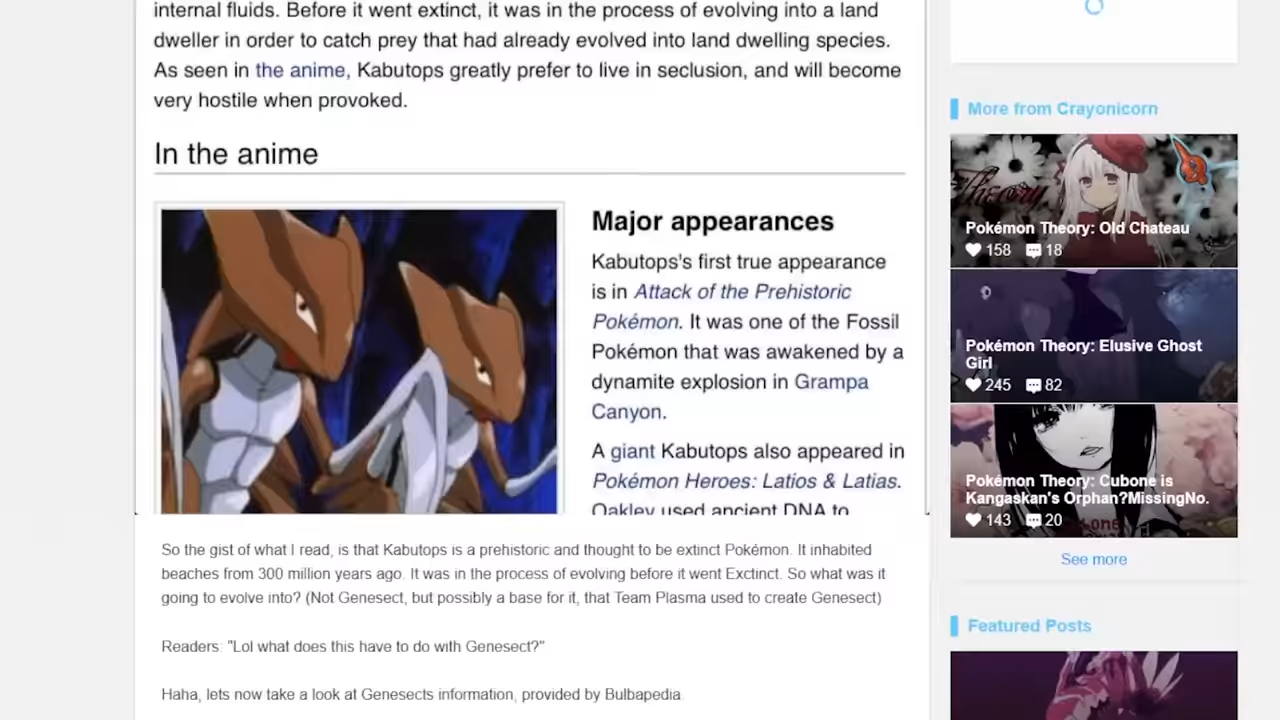 internal fluids. Before it went extinct, it was in the process of evolving into a land
dweller in order to catch prey that had already evolved into land dwelling species.
As seen in the anime, Kabutops greatly prefer to live in seclusion, and will become
very hostile when provoked.
In the anime
Major appearances
Kabutops's first true appearance
is in Attack of the Prehistoric
Pokémon. It was one of the Fossil
Pokémon that was awakened by a
dynamite explosion in Grampa
Canyon.
A giant Kabutops also appeared in
Pokémon Heroes: Latios & Latias.
Oakley used ancient DNA to
So the gist of what I read, is that Kabutops is a prehistoric and thought to be extinct Pokémon. It inhabited
beaches from 300 million years ago. It was in the process of evolving before it went Exctinct. So what was it
going to evolve into? (Not Genesect, but possibly a base for it, that Team Plasma used to create Genesect)
Readers: "Lol what does this have to do with Genesect?"
Haha, lets now take a look at Genesects information, provided by Bulbapedia.
More from Crayonicorn
Theory
Pokémon Theory: Old Chateau
158 18
Pokémon Theory: Elusive Ghost
Girl
245 82
Pokémon Theory: Cubone is
Kangaskan's Orphan?MissingNo.
143 20
See more
Featured Posts